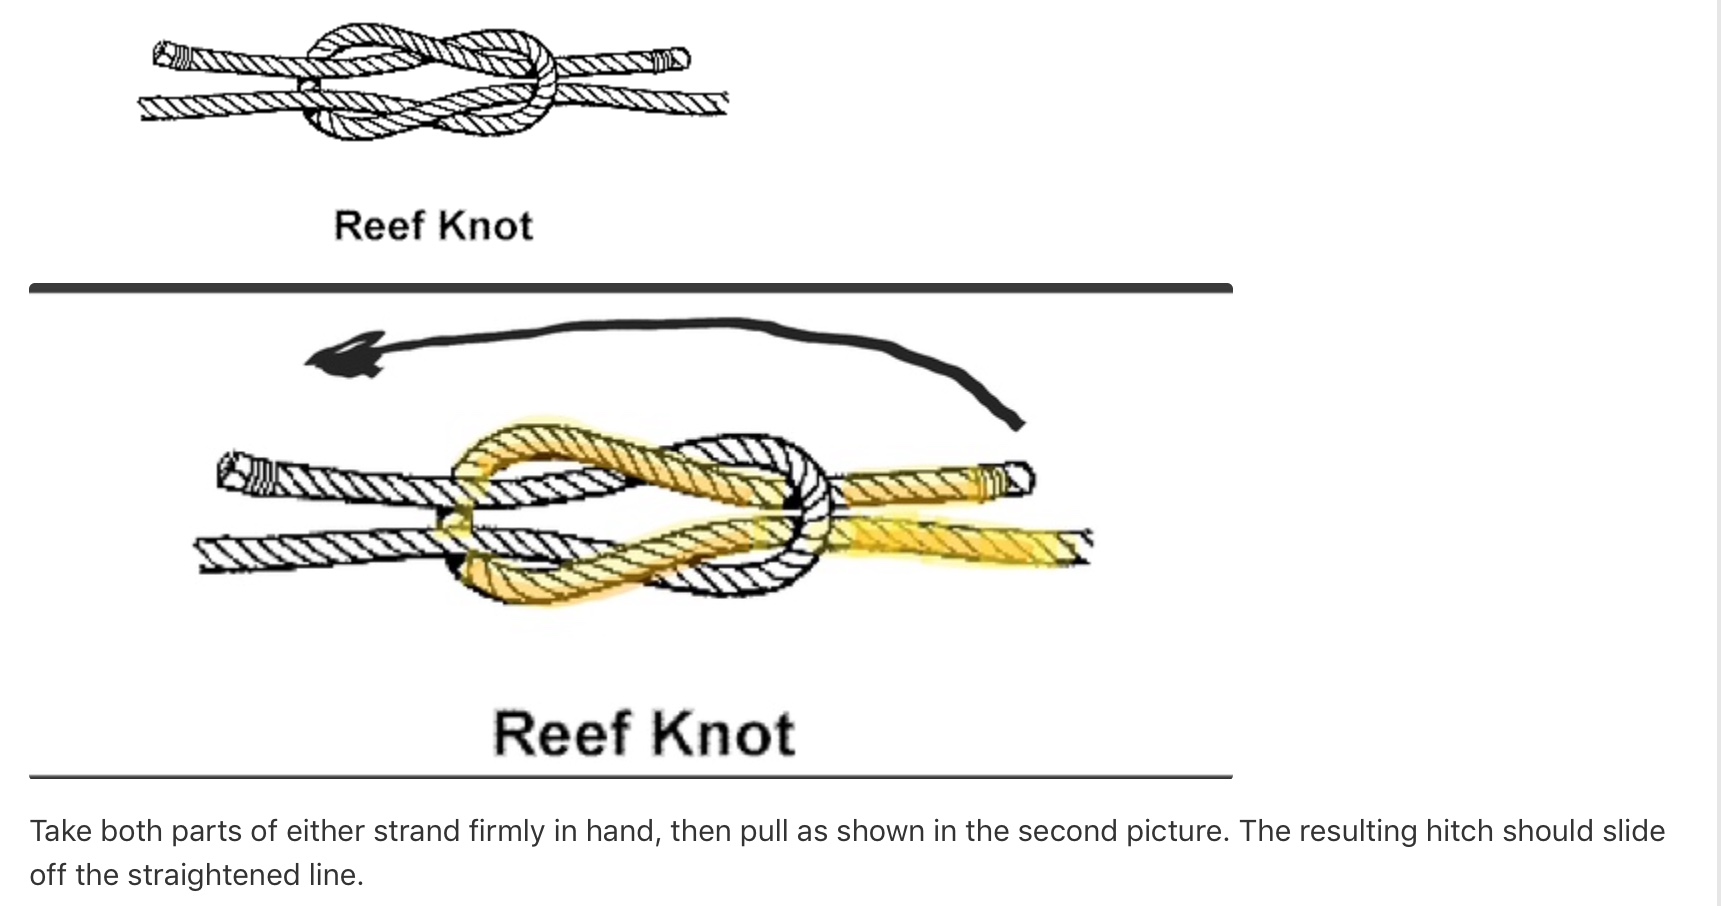 Reef Knot
Reef Knot
Take both parts of either strand firmly in hand, then pull as shown in the second picture. The resulting hitch should slide
off the straightened line.